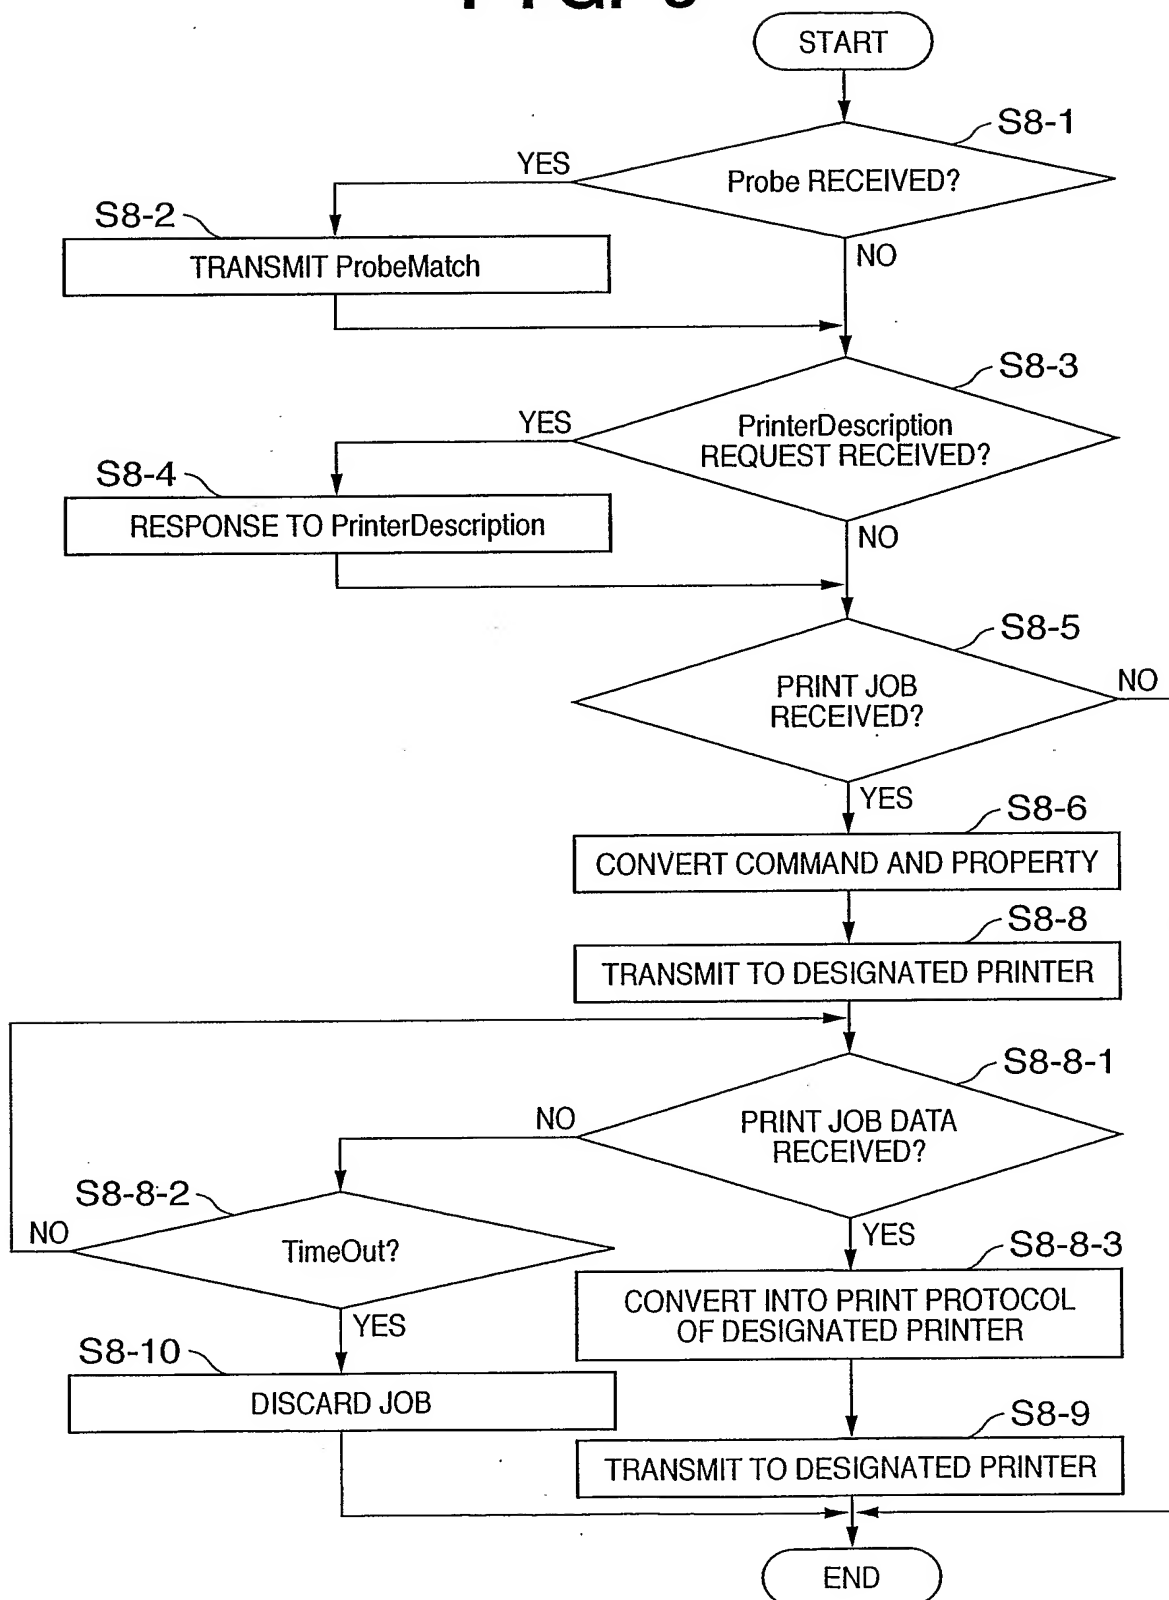 START
S8-1
YES
Probe RECEIVED?
S8-2
TRANSMIT ProbeMatch
NO
S8-3
YES
PrinterDescription
REQUEST RECEIVED?
S8-4
RESPONSE TO PrinterDescription
NO
S8-5
PRINT JOB
RECEIVED?
NO
YES
S8-6
CONVERT COMMAND AND PROPERTY
S8-8
TRANSMIT TO DESIGNATED PRINTER
S8-8-1
NO
PRINT JOB DATA
RECEIVED?
S8-8-2
NO
TimeOut?
YES
S8-8-3
CONVERT INTO PRINT PROTOCOL
OF DESIGNATED PRINTER
YES
S8-10
DISCARD JOB
S8-9
TRANSMIT TO DESIGNATED PRINTER
END